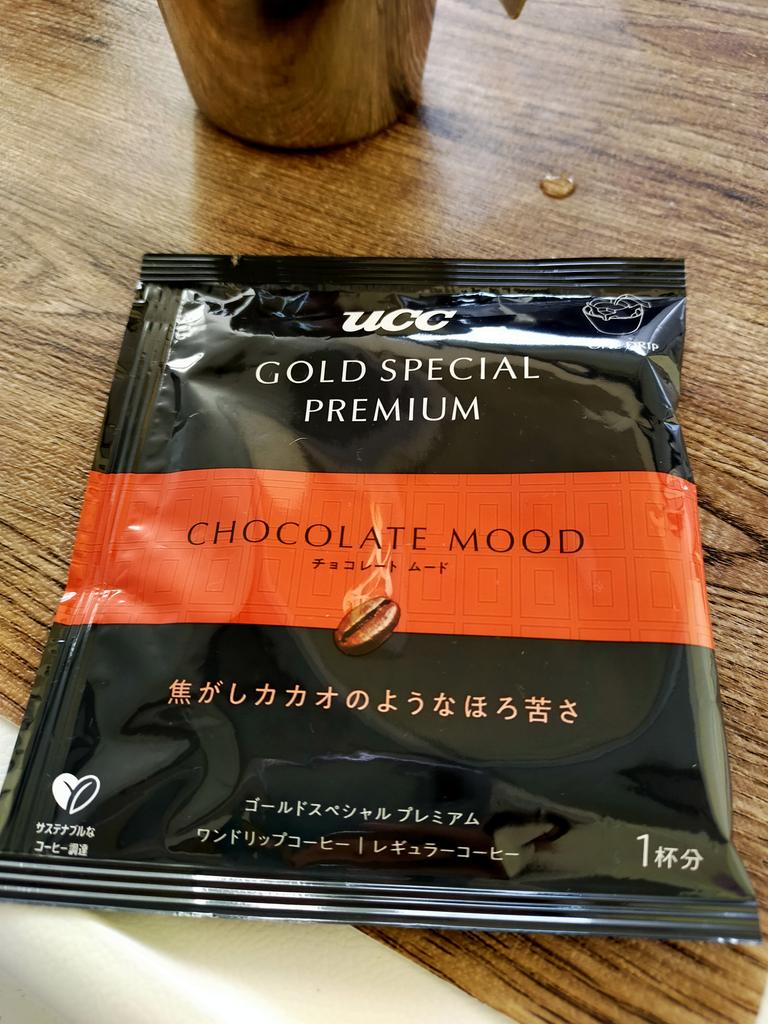 UCC
ONE DRIP
GOLD SPECIAL
PREMIUM
CHOCOLATE MOOD
チョコレート ムード
焦がしカカオのようなほろ苦さ
サステナブルな
コーヒー調達
ゴールドスペシャル プレミアム
ワンドリップコーヒー | レギュラーコーヒー
1杯分